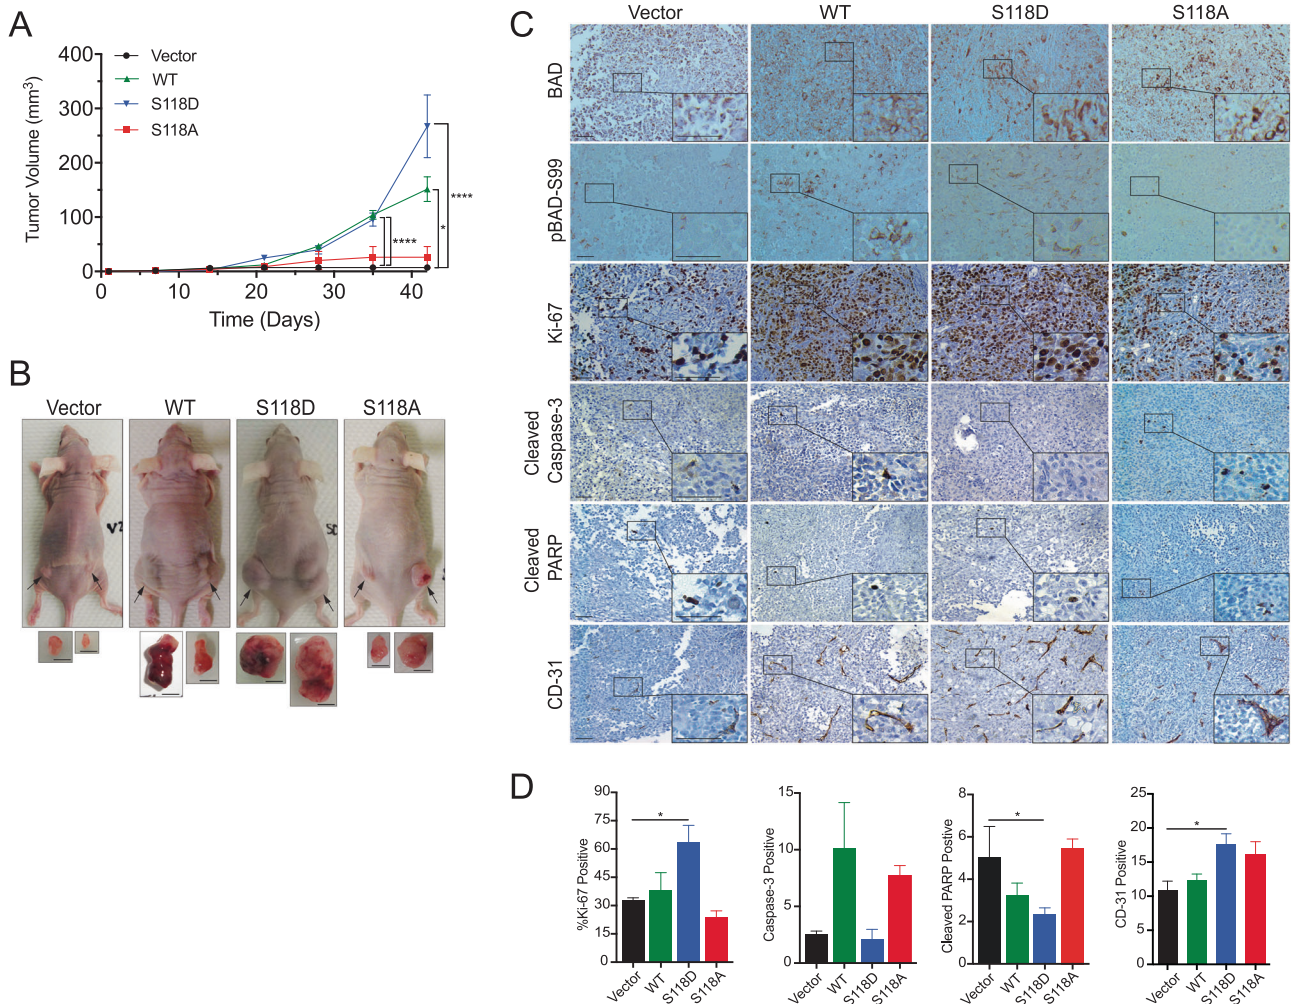 A
Tumor Volume (mm3)
400
300
200
100
0
0 10 20 30 40
Time (Days)
Vector
WT
S118D
S118A
****
*
****
B
Vector WT S118D S118A
C
Vector WT S118D S118A
BAD
pBAD-S99
Ki-67
Cleaved
Caspase-3
Cleaved
PARP
CD-31
D
%Ki-67 Positive
90
75
60
45
30
15
0
*
Vector WT S118D S118A
Caspase-3 Positive
15
10
5
0
Vector WT S118D S118A
Cleaved PARP Postive
8
6
4
2
0
*
Vector WT S118D S118A
CD-31 Positive
25
20
15
10
5
0
*
Vector WT S118D S118A